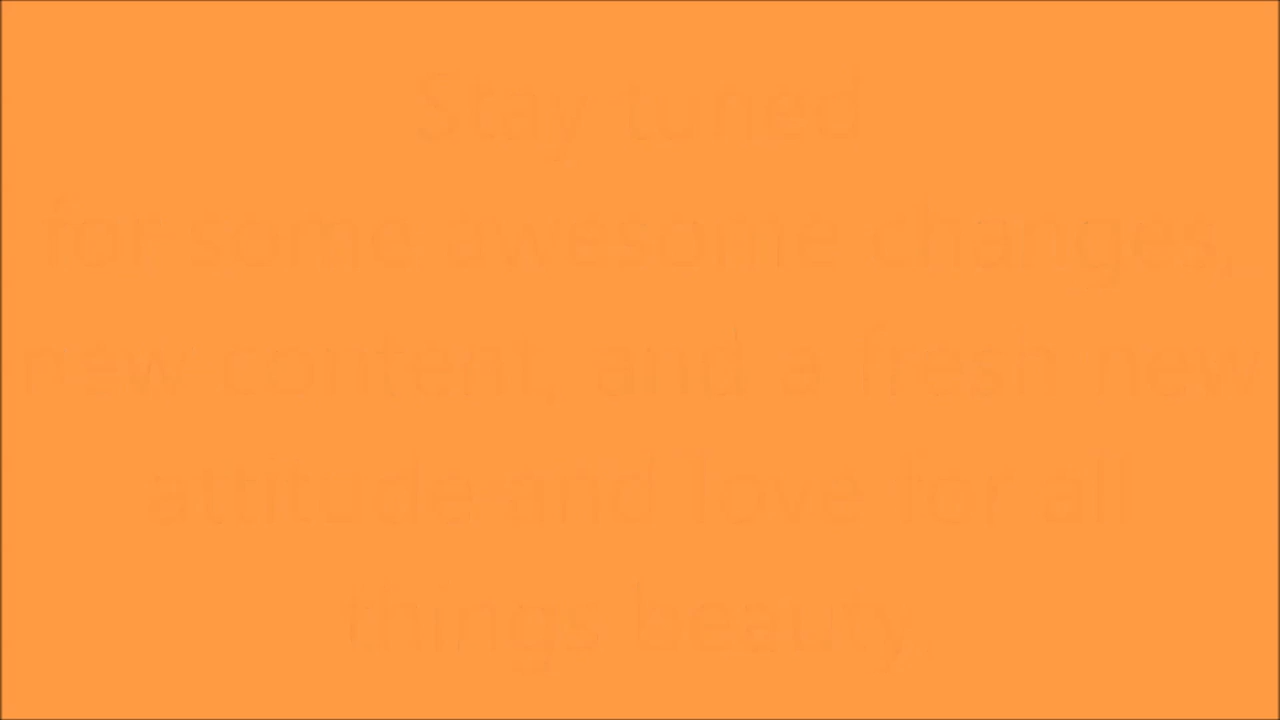 Stay tuned
for some awesome changes,
new content, and a fresh new
attitude and love for all
things beauty.